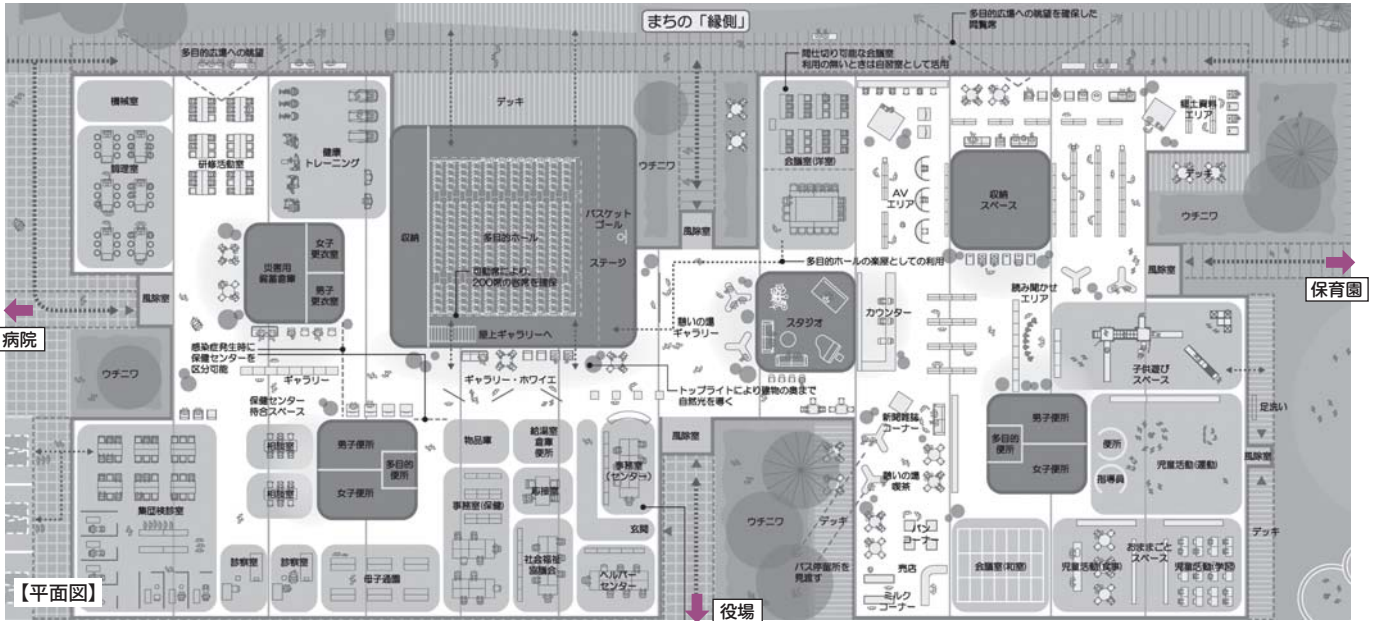 まちの「縁側」
多目的広場への眺望を確保した
閲覧席
多目的広場への眺望
間仕切り可能な会議室
利用の無いときは自習室として活用
機械室
デッキ
郷土資料
エリア
調理室
研修活動室
健康
トレーニング
会議室(洋室)
ウチニワ
AV
エリア
収納
スペース
デッキ
ウチニワ
収納
多目的ホール
バスケット
ゴール
ステージ
風除室
女子
更衣室
災害用
備蓄倉庫
男子
更衣室
可動席により、
200席の客席を確保
多目的ホールの楽屋としての利用
風除室
風除室
読み聞かせ
エリア
保育園
病院
屋上ギャラリーへ
憩いの場
ギャラリー
スタジオ
カウンター
感染症発生時に
保健センターを
区分可能
ウチニワ
ギャラリー
ギャラリー・ホワイエ
トップライトにより建物の奥まで
自然光を導く
子供遊び
スペース
保健センター
待合スペース
足洗い
新聞雑誌
コーナー
相談室
男子便所
多目的
便所
女子便所
物品庫
給湯室
倉庫
便所
事務室
(センター)
風除室
男子便所
多目的
便所
女子便所
便所
児童活動(運動)
指導員
風除室
相談室
集団検診室
事務室(保健)
応接室
玄関
ウチニワ
デッキ
憩いの場
喫茶
パン
コーナー
デッキ
診察室
診察室
母子通園
社会福祉
協議会
ヘルパー
センター
バス停留所を
見渡す
売店
ミルク
コーナー
会議室(和室)
児童活動(食事)
おままごと
スペース
児童活動(学習)
【平面図】
役場